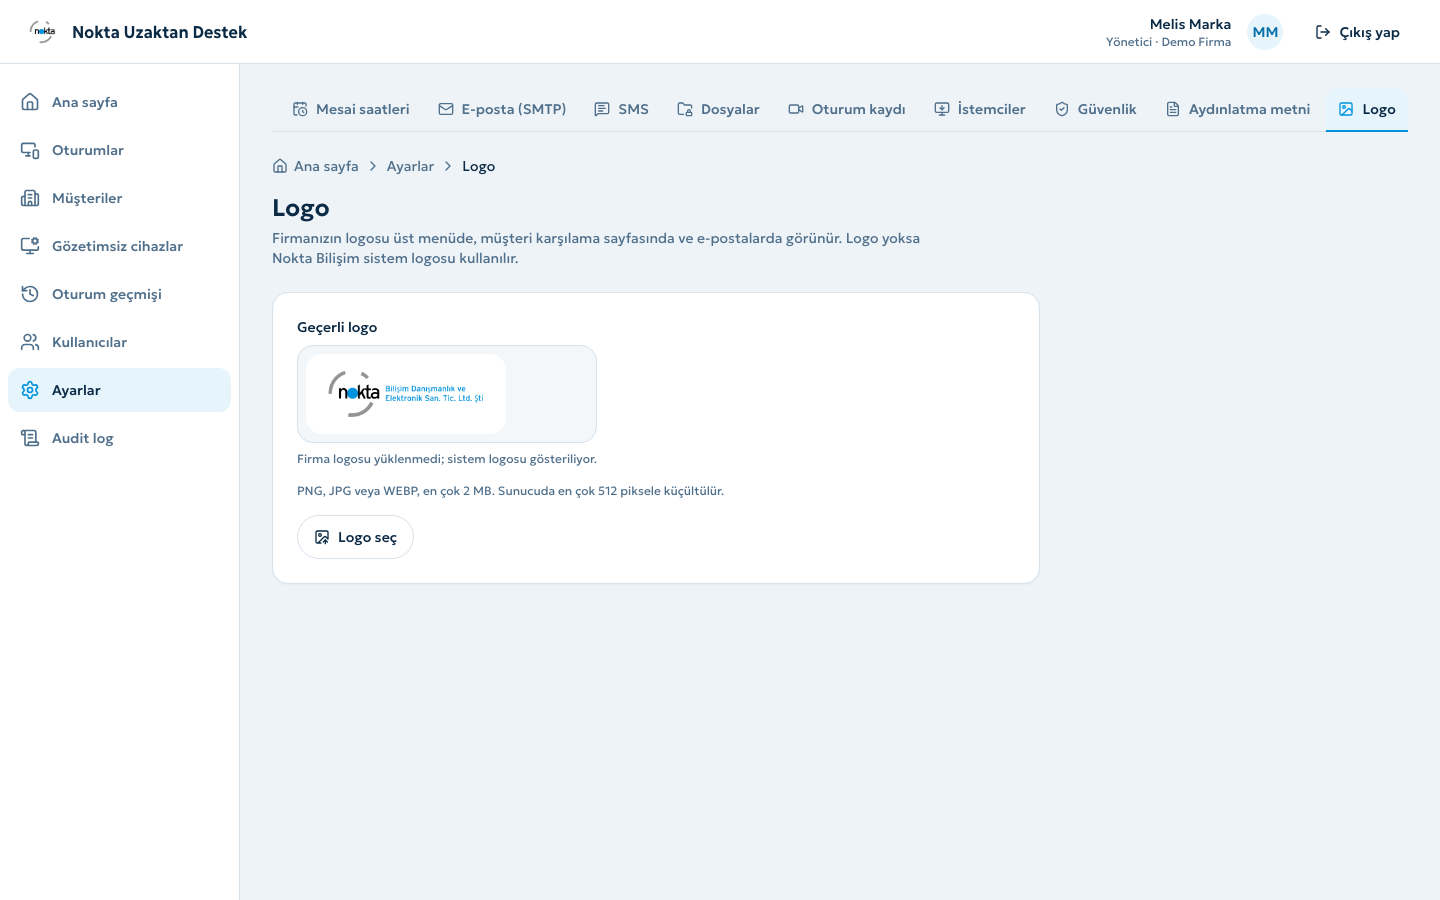 nokta
Nokta Uzaktan Destek
Melis Marka
Yönetici · Demo Firma
MM
Çıkış yap
Ana sayfa
Oturumlar
Müşteriler
Gözetimsiz cihazlar
Oturum geçmişi
Kullanıcılar
Ayarlar
Audit log
Mesai saatleri
E-posta (SMTP)
SMS
Dosyalar
Oturum kaydı
İstemciler
Güvenlik
Aydınlatma metni
Logo
Ana sayfa > Ayarlar > Logo
Logo
Firmanızın logosu üst menüde, müşteri karşılama sayfasında ve e-postalarda görünür. Logo yoksa
Nokta Bilişim sistem logosu kullanılır.
Geçerli logo
nokta
Bilişim Danışmanlık ve
Elektronik San. Tic. Ltd. Şti
Firma logosu yüklenmedi; sistem logosu gösteriliyor.
PNG, JPG veya WEBP, en çok 2 MB. Sunucuda en çok 512 piksele küçültülür.
Logo seç